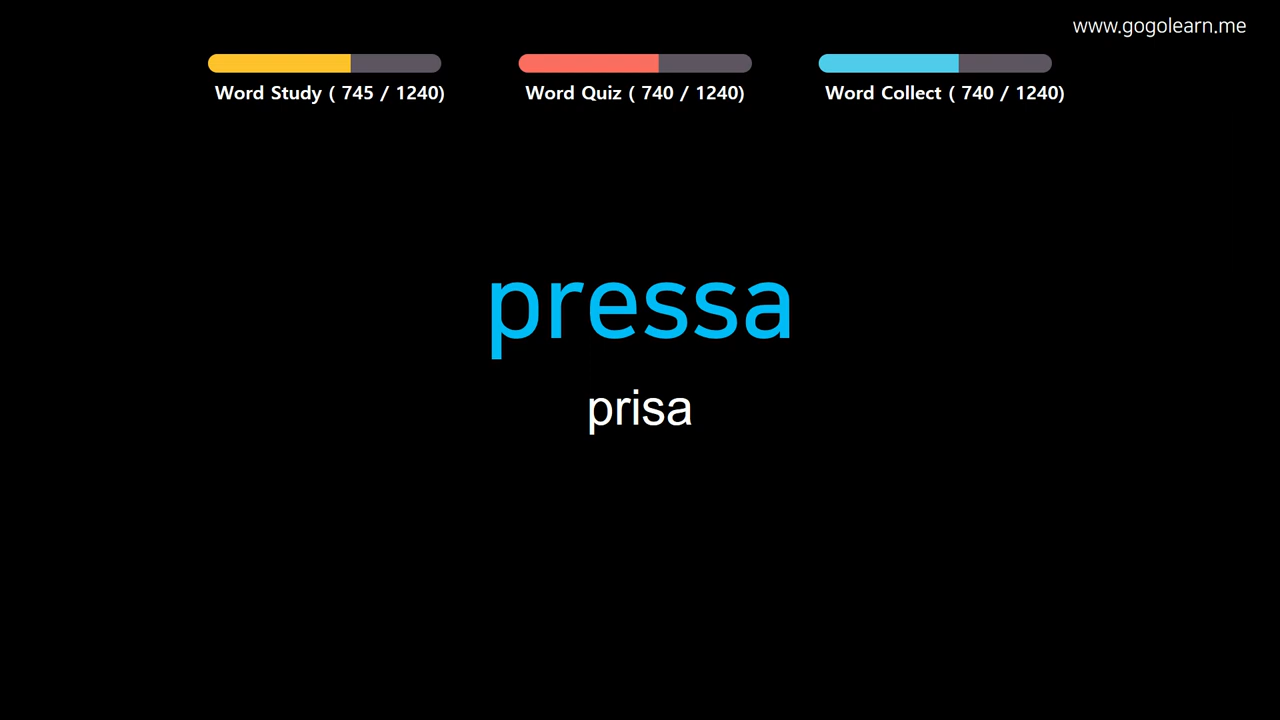 www.gogolearn.me
Word Study ( 745 / 1240)
Word Quiz ( 740 / 1240)
Word Collect ( 740 / 1240)
pressa
prisa